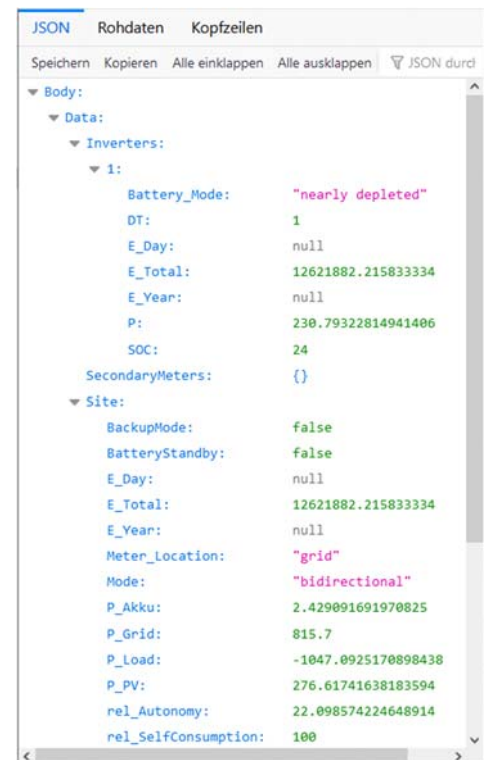 JSON Rohdaten Kopfzeilen
Speichern Kopieren Alle einklappen Alle ausklappen JSON durc
Body:
Data:
Inverters:
1:
Battery_Mode: "nearly depleted"
DT: 1
E_Day: null
E_Total: 12621882.215833334
E_Year: null
P: 230.79322814941406
SOC: 24
SecondaryMeters: {}
Site:
BackupMode: false
BatteryStandby: false
E_Day: null
E_Total: 12621882.215833334
E_Year: null
Meter_Location: "grid"
Mode: "bidirectional"
P_Akku: 2.429091691970825
P_Grid: 815.7
P_Load: -1047.0925170898438
P_PV: 276.61741638183594
rel_Autonomy: 22.098574224648914
rel_SelfConsumption: 100